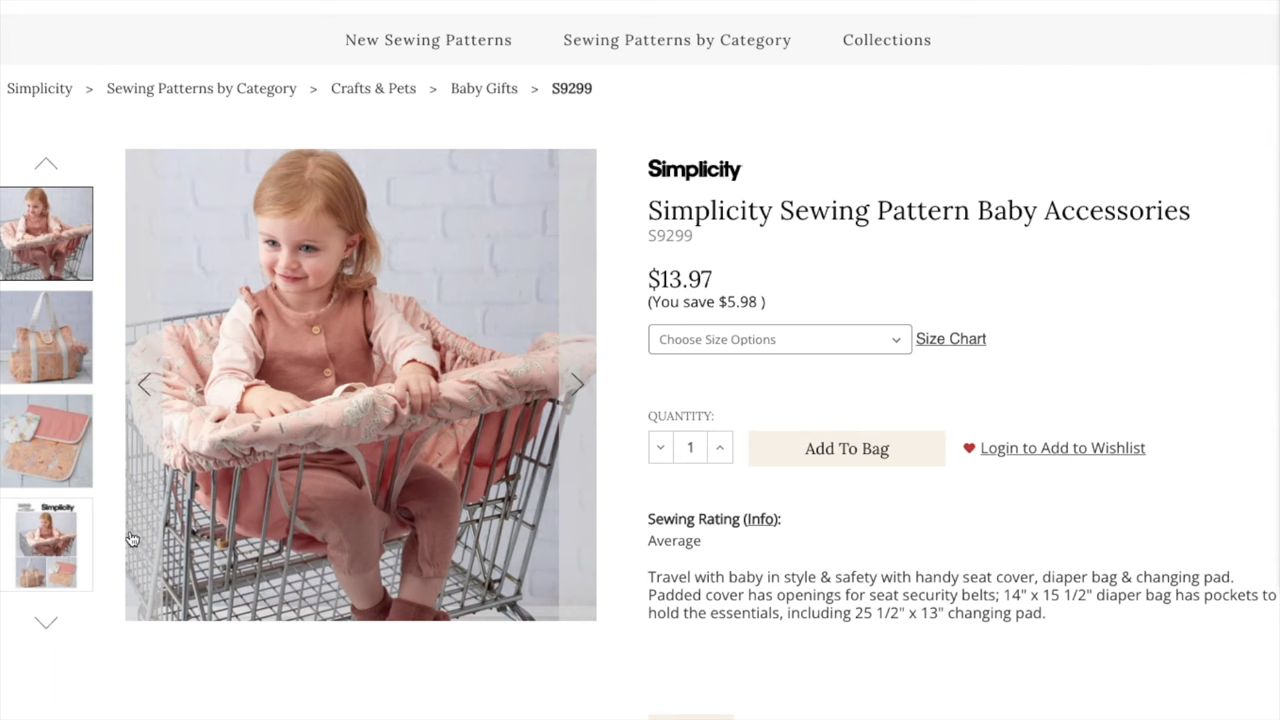 New Sewing Patterns
Sewing Patterns by Category
Collections
Simplicity > Sewing Patterns by Category > Crafts & Pets > Baby Gifts > S9299
Simplicity
Simplicity Sewing Pattern Baby Accessories
S9299
$13.97
(You save $5.98 )
Choose Size Options
Size Chart
QUANTITY:
1
Add To Bag
Login to Add to Wishlist
Sewing Rating (Info):
Average
Travel with baby in style & safety with handy seat cover, diaper bag & changing pad.
Padded cover has openings for seat security belts; 14" x 15 1/2" diaper bag has pockets to
hold the essentials, including 25 1/2" x 13" changing pad.
Simplicity